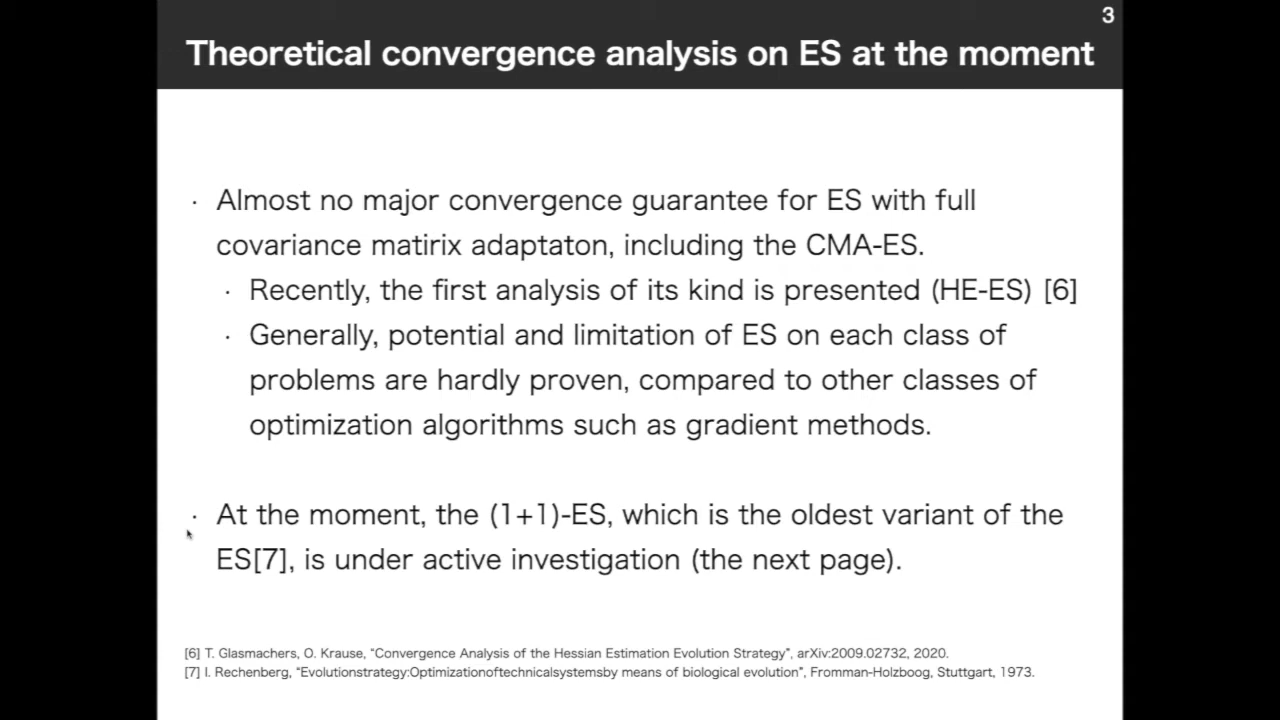 3
Theoretical convergence analysis on ES at the moment
· Almost no major convergence guarantee for ES with full
covariance matirix adaptaton, including the CMA-ES.
· Recently, the first analysis of its kind is presented (HE-ES) [6]
· Generally, potential and limitation of ES on each class of
problems are hardly proven, compared to other classes of
optimization algorithms such as gradient methods.
· At the moment, the (1+1)-ES, which is the oldest variant of the
ES[7], is under active investigation (the next page).
[6] T. Glasmachers, O. Krause, “Convergence Analysis of the Hessian Estimation Evolution Strategy”, arXiv:2009.02732, 2020.
[7] I. Rechenberg, “Evolutionstrategy:Optimizationoftechnicalsystemsby means of biological evolution”, Fromman-Holzboog, Stuttgart, 1973.